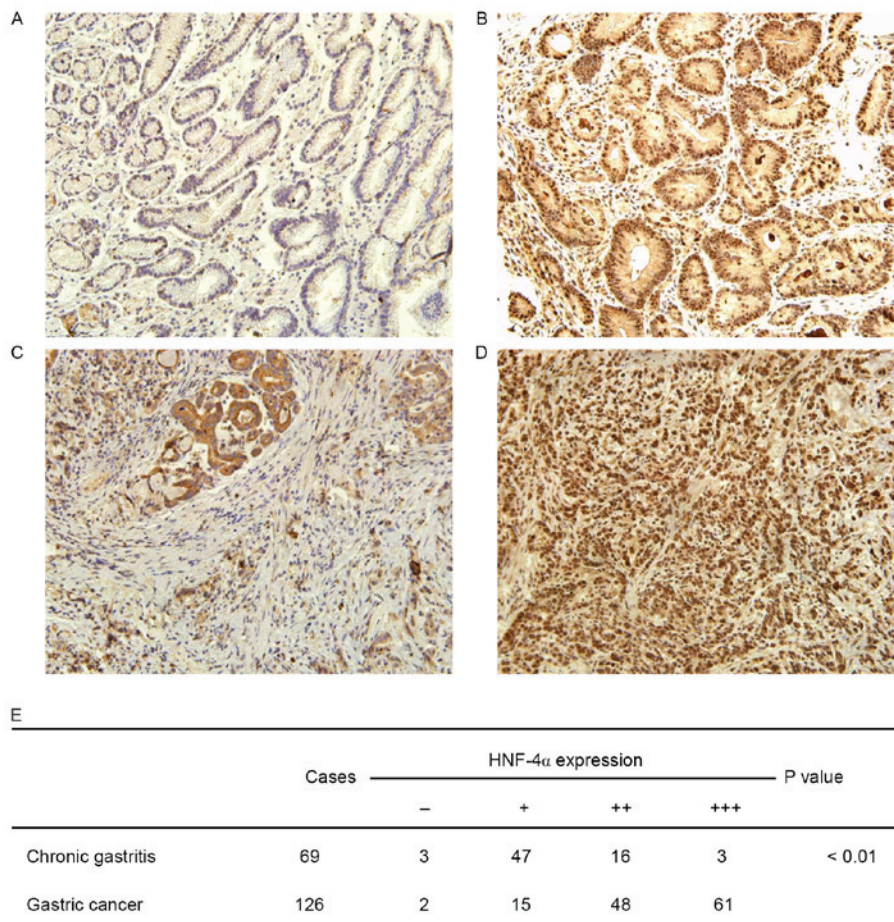 A
B
C
D
E
Cases HNF-4α expression P value
– + ++ +++
Chronic gastritis 69 3 47 16 3 < 0.01
Gastric cancer 126 2 15 48 61